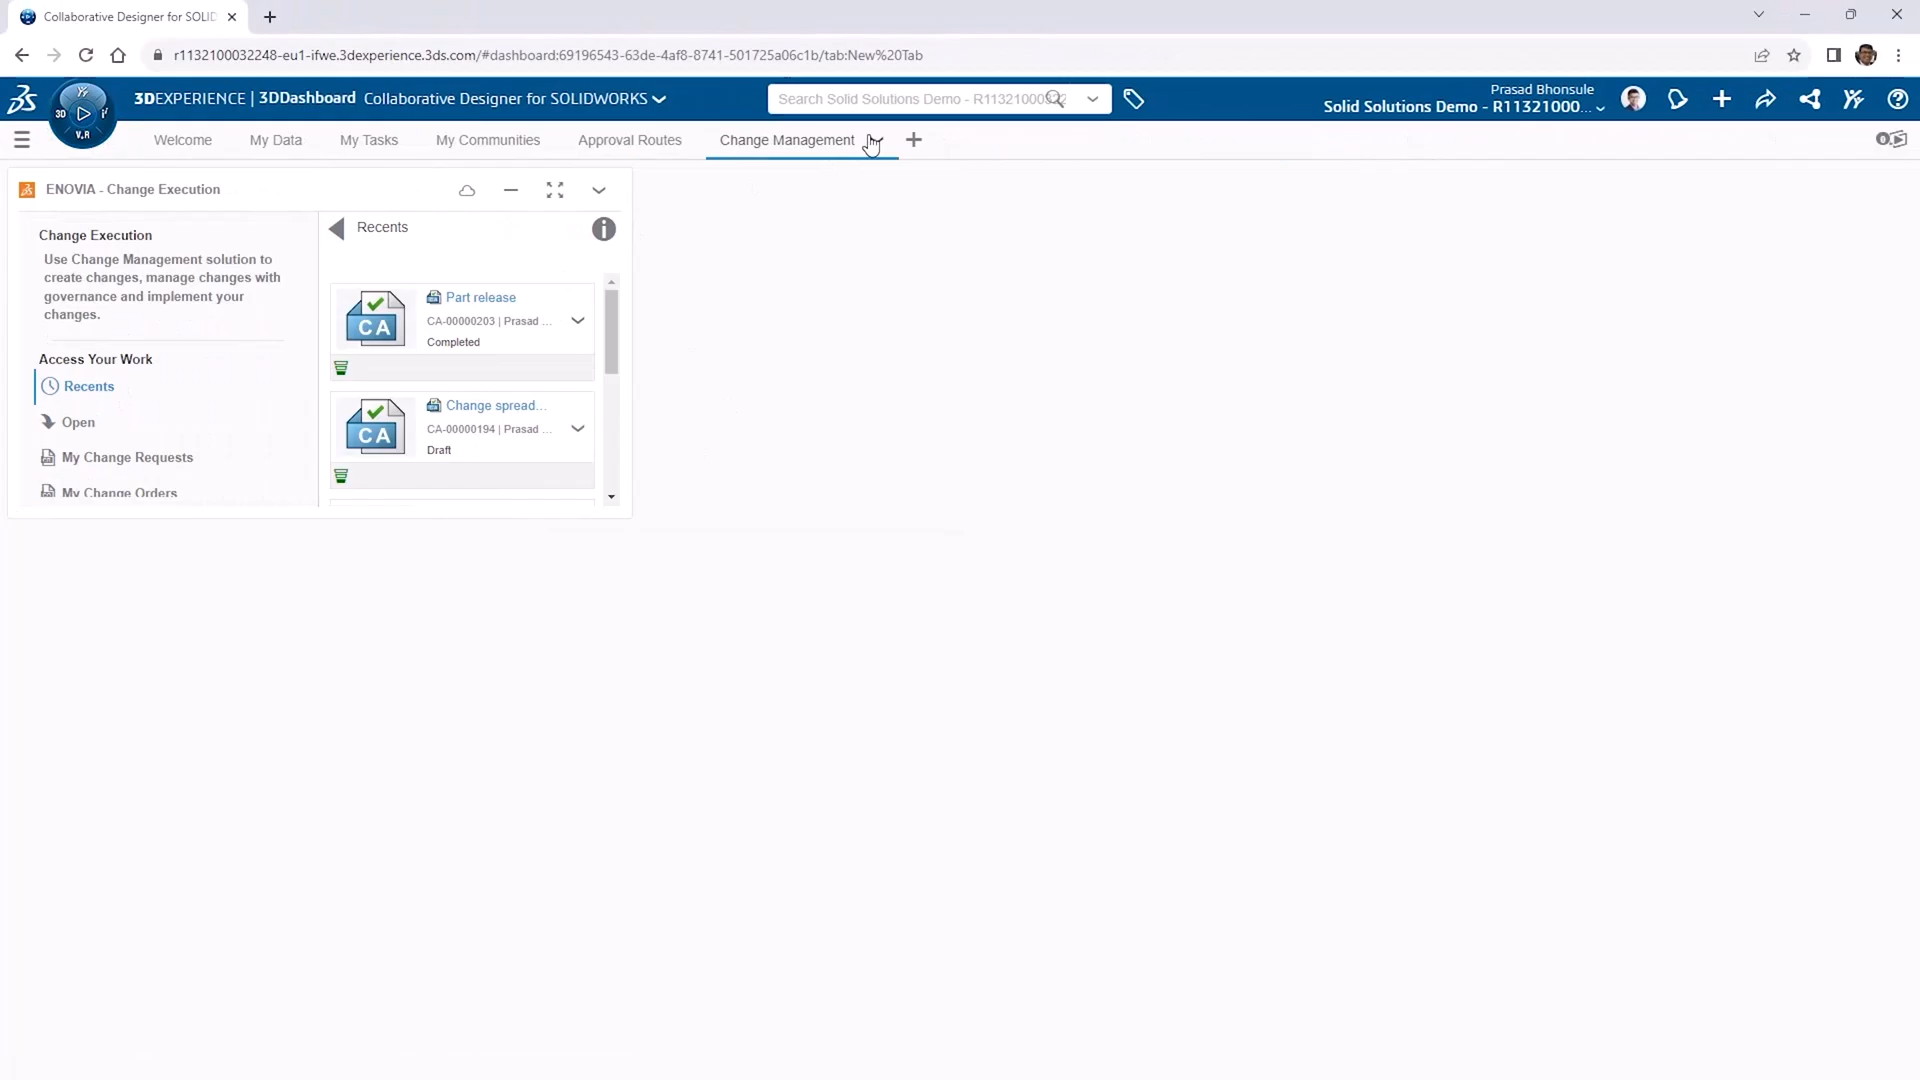 Collaborative Designer for SOLID
r1132100032248-eu1-ifwe.3dexperience.3ds.com/#dashboard:69196543-63de-4af8-8741-501725a06c1b/tab:New%20Tab
3DEXPERIENCE | 3DDashboard Collaborative Designer for SOLIDWORKS
Search Solid Solutions Demo - R1132100032
Prasad Bhonsule
Solid Solutions Demo - R11321000...
3D
V.R
Welcome
My Data
My Tasks
My Communities
Approval Routes
Change Management
0
ENOVIA - Change Execution
Change Execution
Use Change Management solution to
create changes, manage changes with
governance and implement your
changes.
Access Your Work
Recents
Open
My Change Requests
My Change Orders
Recents
CA
Part release
CA-00000203 | Prasad ...
Completed
CA
Change spread...
CA-00000194 | Prasad ...
Draft